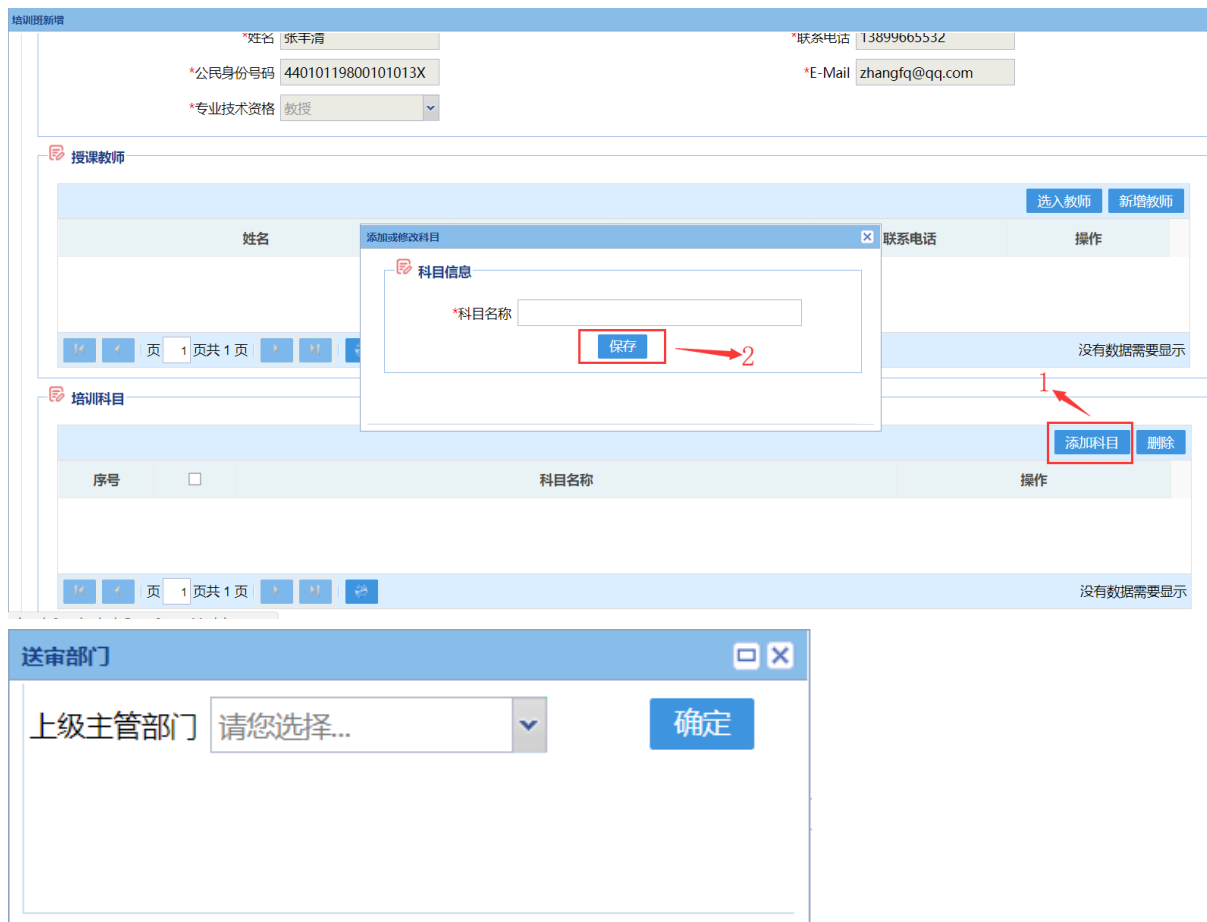 培训班新增
*姓名 张丰清 *联系电话 13899665532
*公民身份号码 44010119800101013X *E-Mail zhangfq@qq.com
*专业技术资格 教授
授课教师
选入教师 新增教师
姓名 联系电话 操作
添加或修改科目
科目信息
*科目名称
保存 2
页 1 页共 1 页 没有数据需要显示
培训科目
1
添加科目 删除
序号 科目名称 操作
页 1 页共 1 页 没有数据需要显示
送审部门
上级主管部门 请您选择... 确定